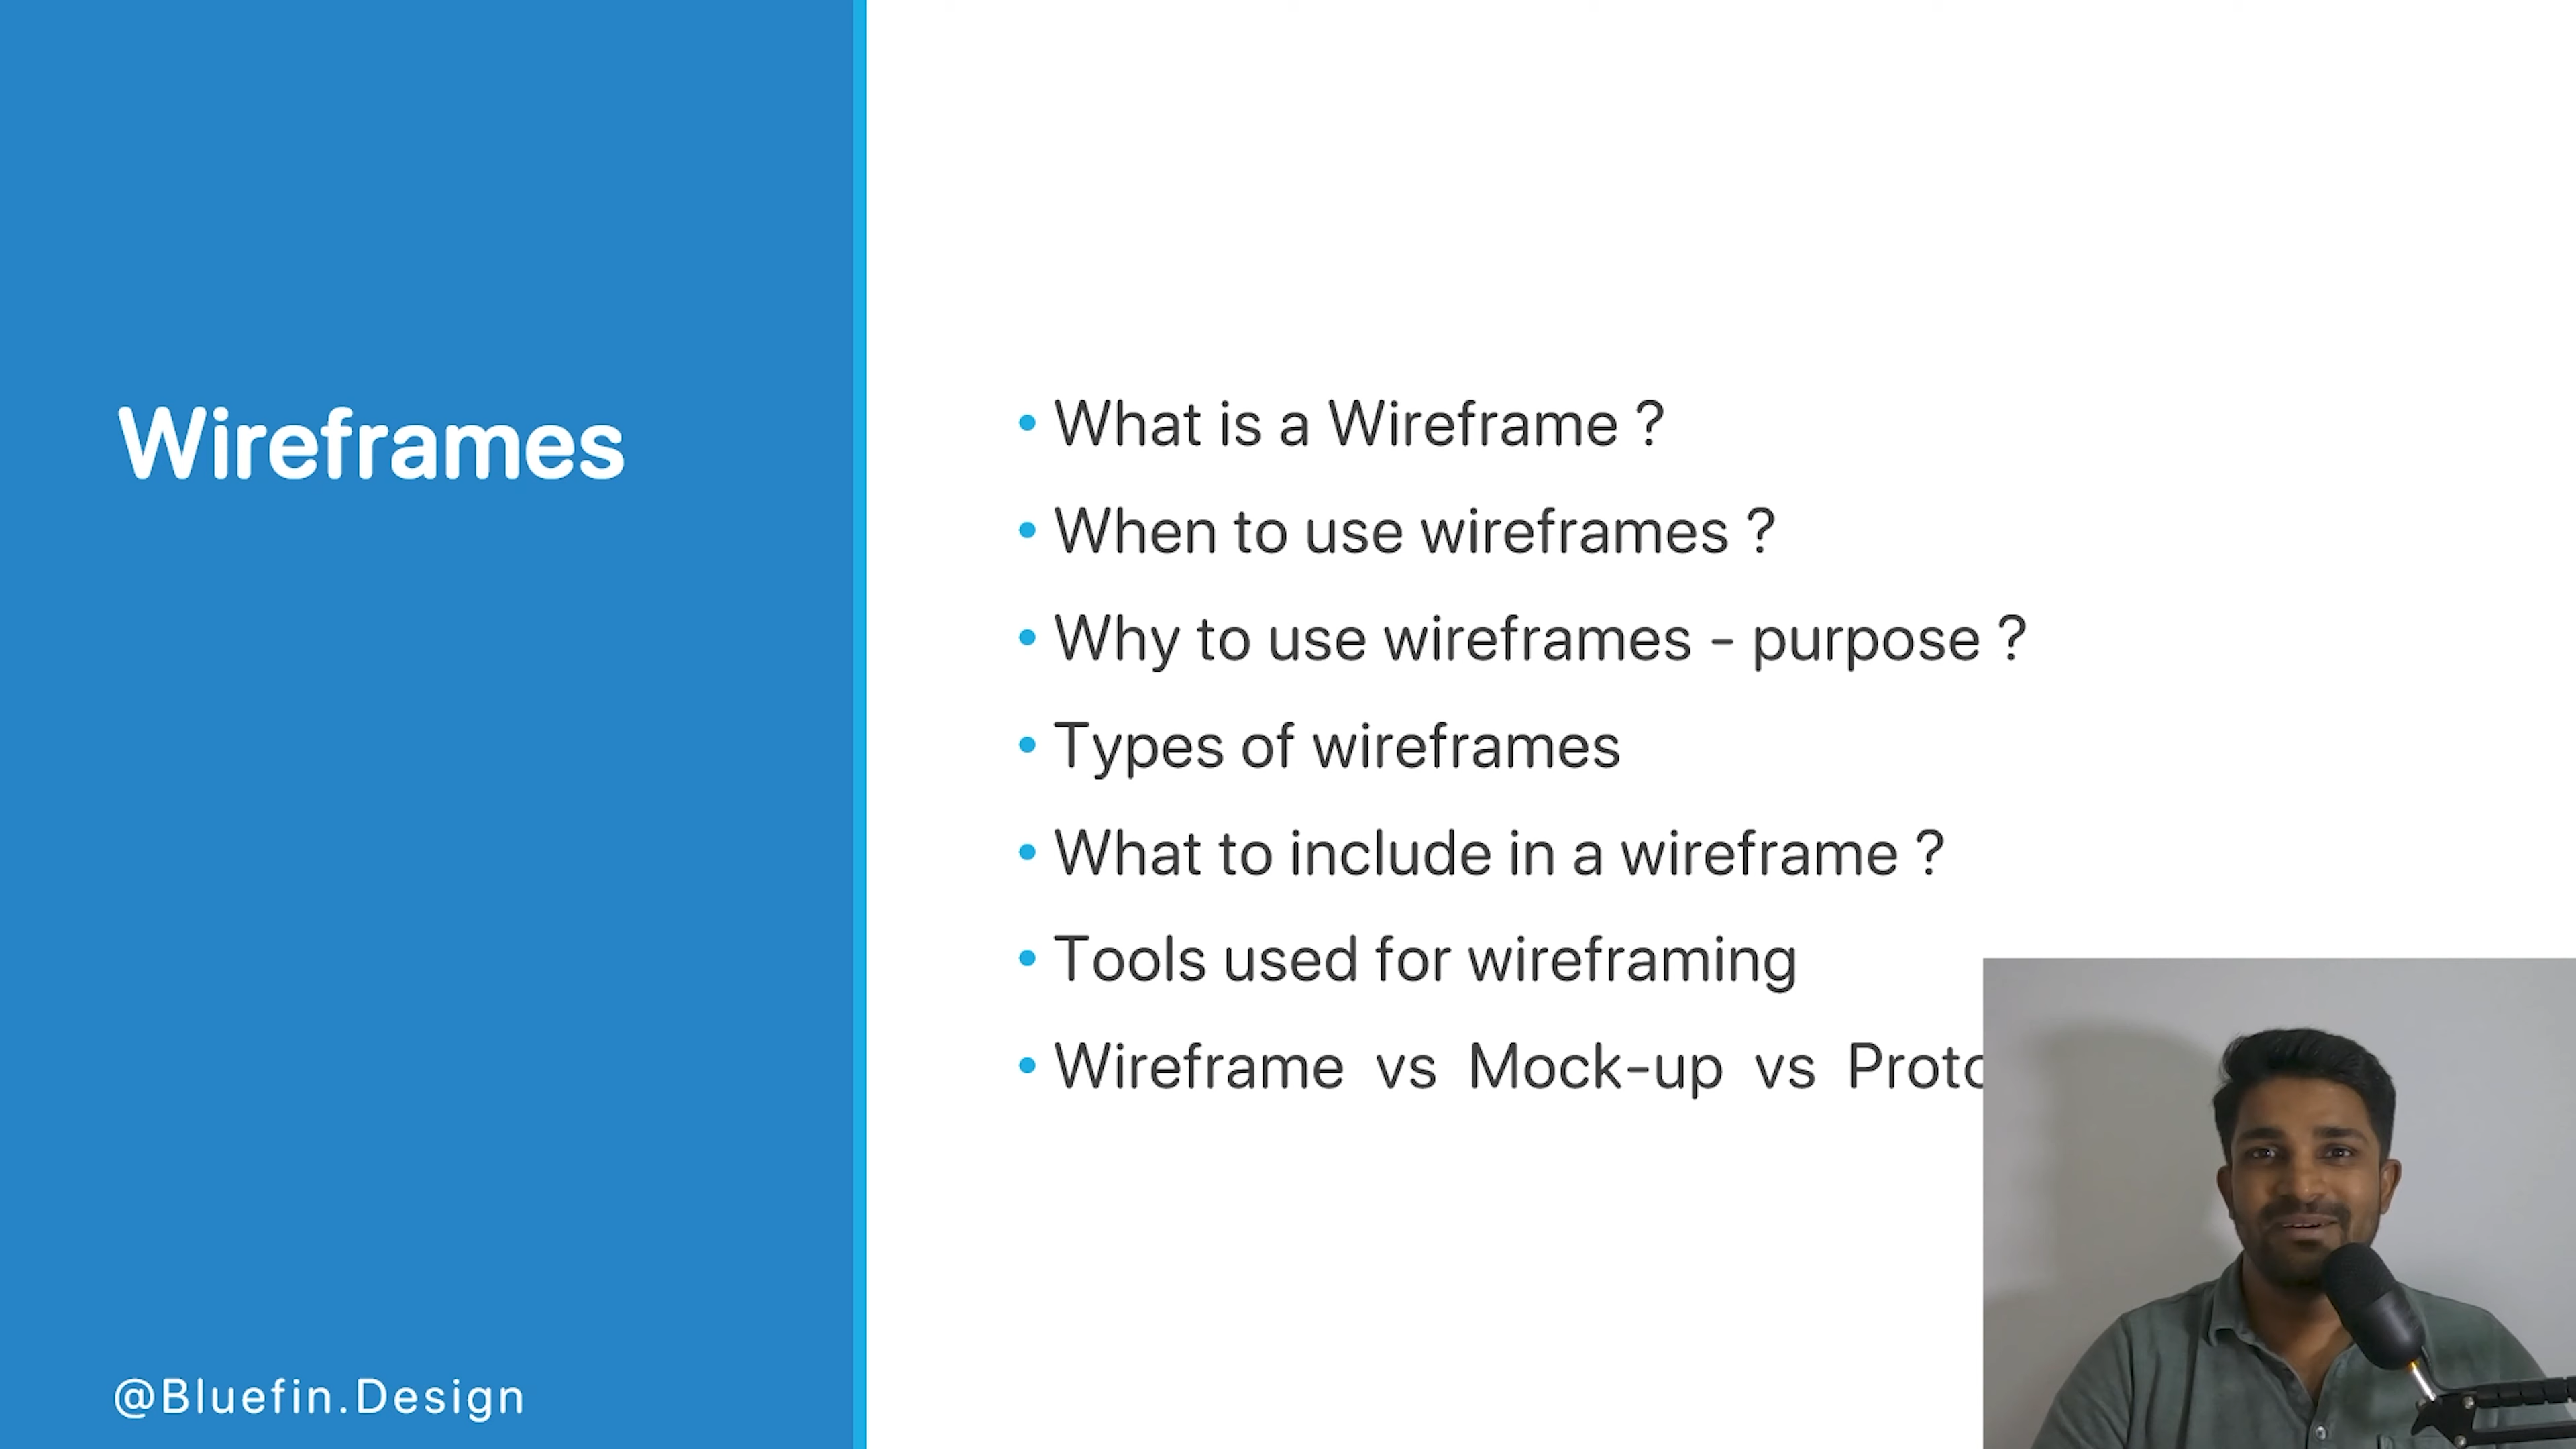 Wireframes
• What is a Wireframe ?
• When to use wireframes ?
• Why to use wireframes - purpose ?
• Types of wireframes
• What to include in a wireframe ?
• Tools used for wireframing
• Wireframe vs Mock-up vs
@Bluefin.Design